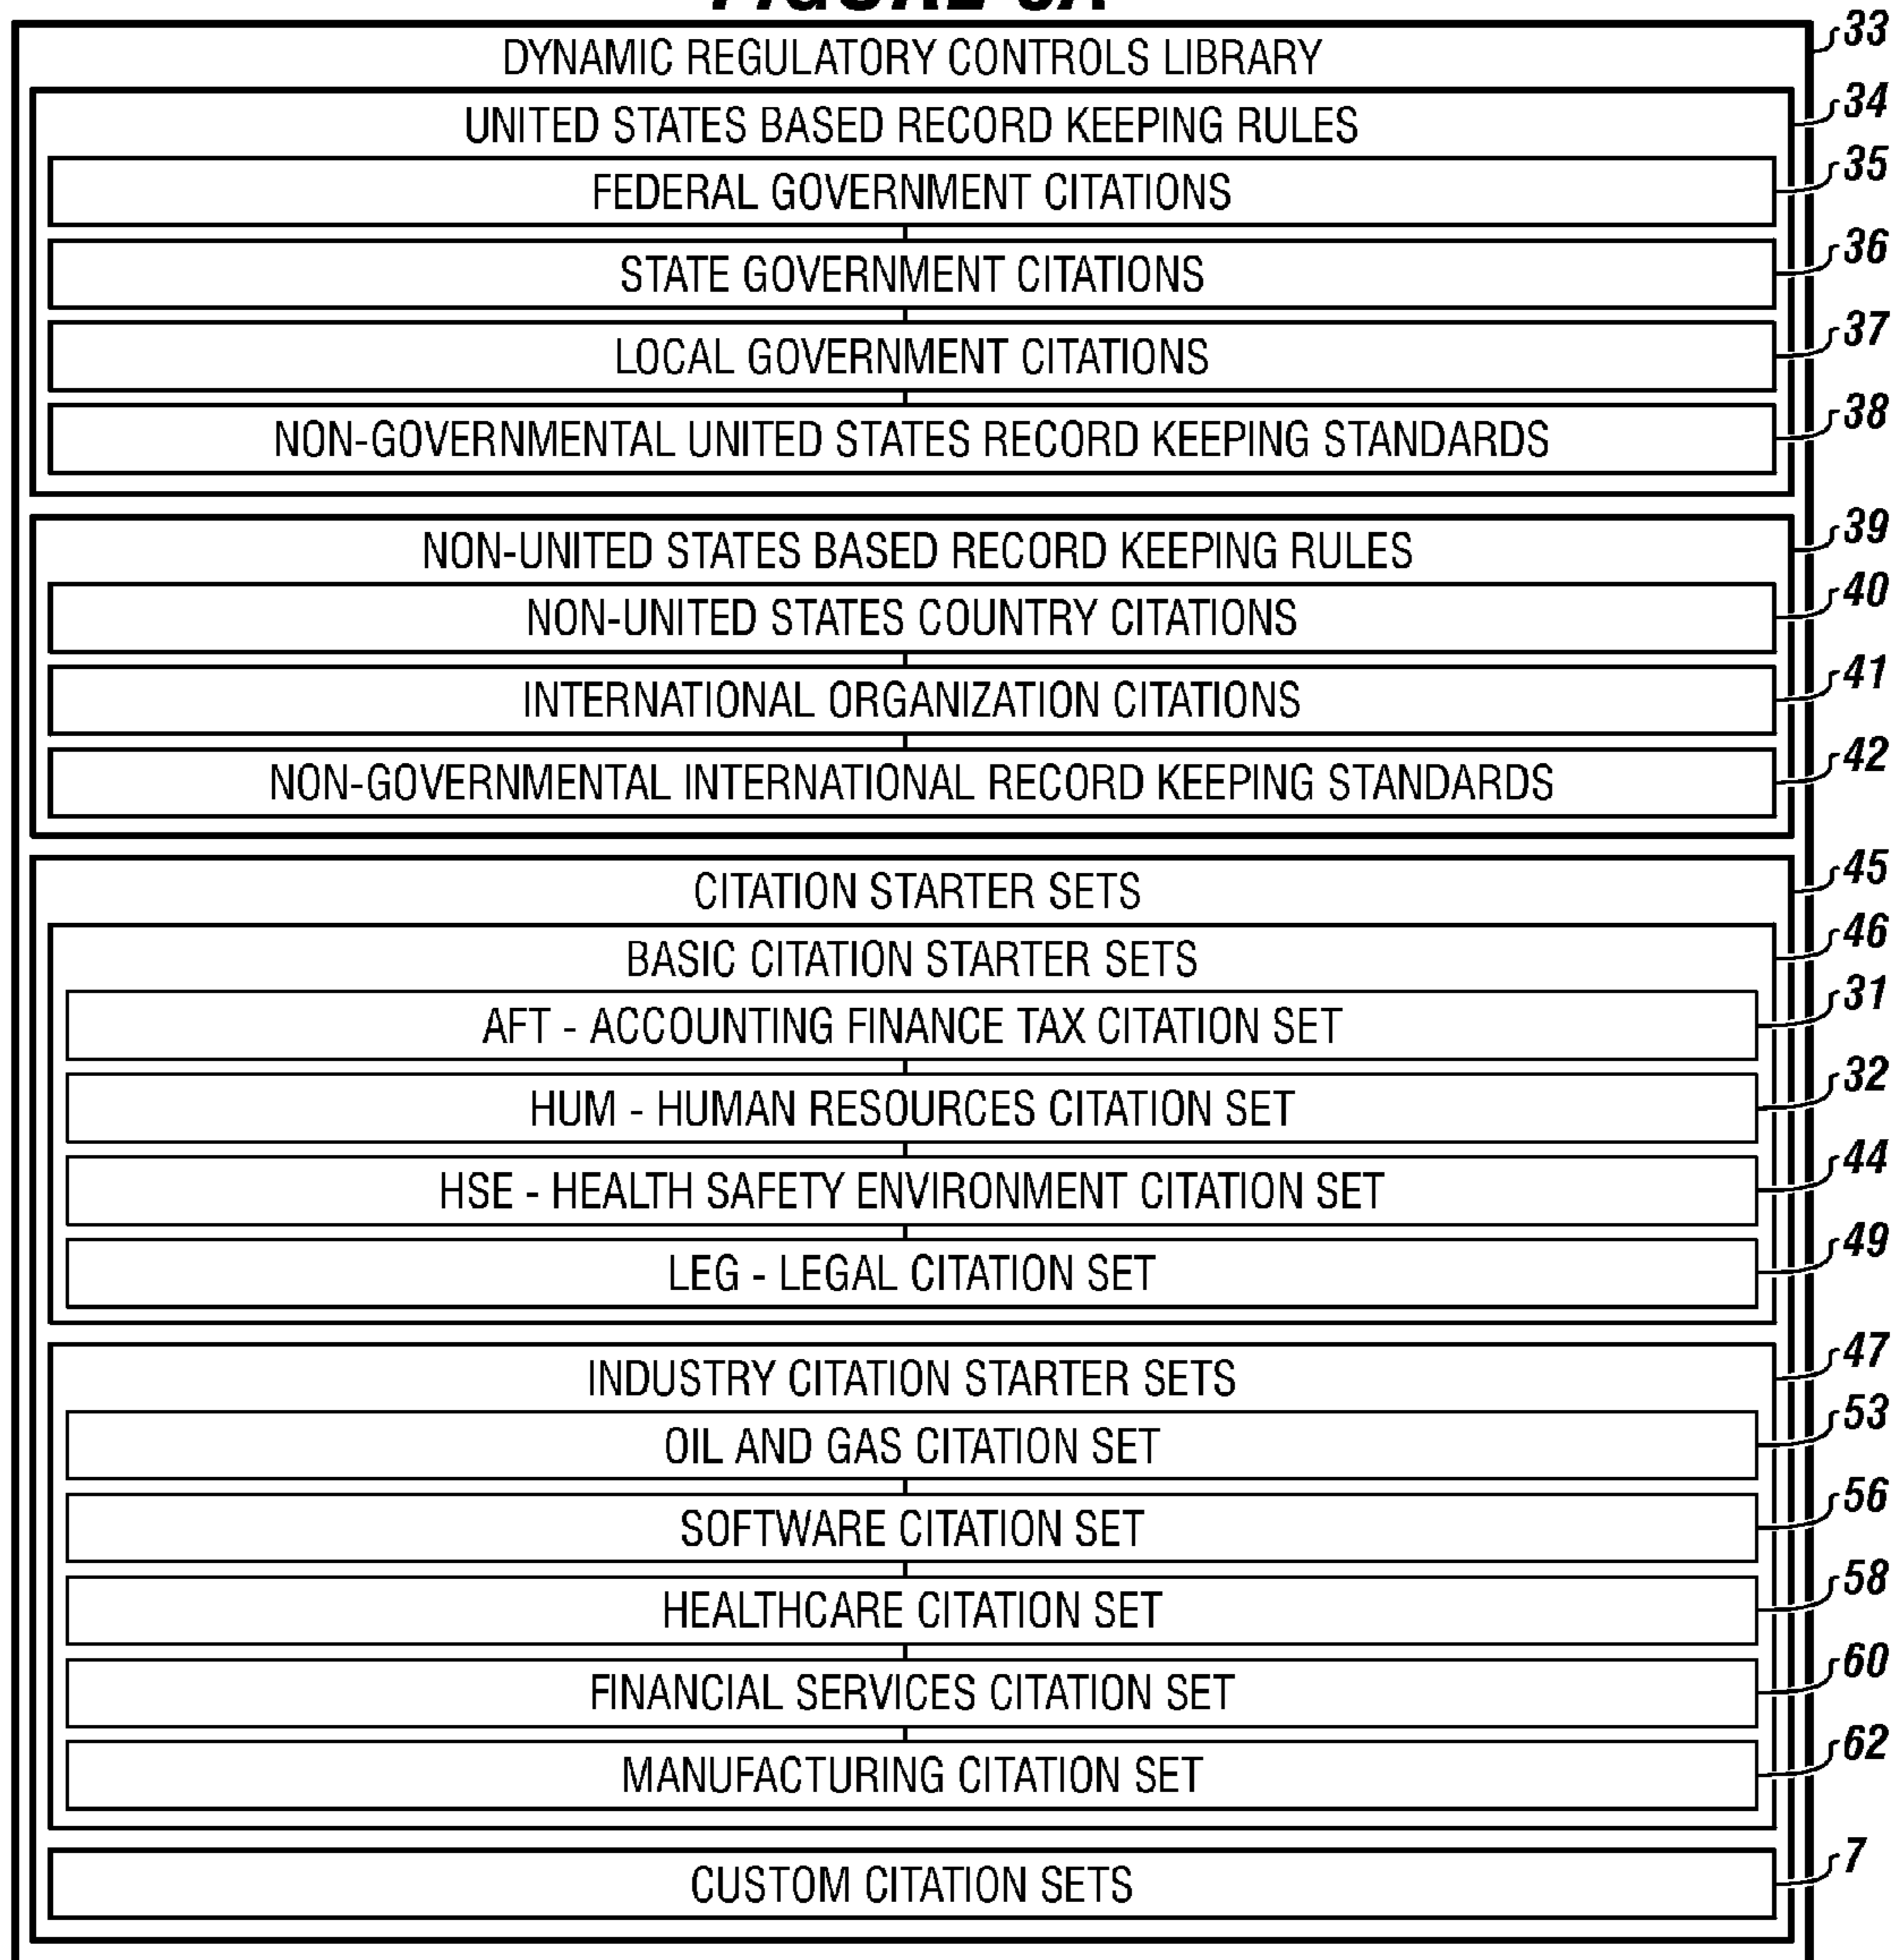 DYNAMIC REGULATORY CONTROLS LIBRARY 33
UNITED STATES BASED RECORD KEEPING RULES 34
FEDERAL GOVERNMENT CITATIONS 35
STATE GOVERNMENT CITATIONS 36
LOCAL GOVERNMENT CITATIONS 37
NON-GOVERNMENTAL UNITED STATES RECORD KEEPING STANDARDS 38
NON-UNITED STATES BASED RECORD KEEPING RULES 39
NON-UNITED STATES COUNTRY CITATIONS 40
INTERNATIONAL ORGANIZATION CITATIONS 41
NON-GOVERNMENTAL INTERNATIONAL RECORD KEEPING STANDARDS 42
CITATION STARTER SETS 45
BASIC CITATION STARTER SETS 46
AFT - ACCOUNTING FINANCE TAX CITATION SET 31
HUM - HUMAN RESOURCES CITATION SET 32
HSE - HEALTH SAFETY ENVIRONMENT CITATION SET 44
LEG - LEGAL CITATION SET 49
INDUSTRY CITATION STARTER SETS 47
OIL AND GAS CITATION SET 53
SOFTWARE CITATION SET 56
HEALTHCARE CITATION SET 58
FINANCIAL SERVICES CITATION SET 60
MANUFACTURING CITATION SET 62
CUSTOM CITATION SETS 7